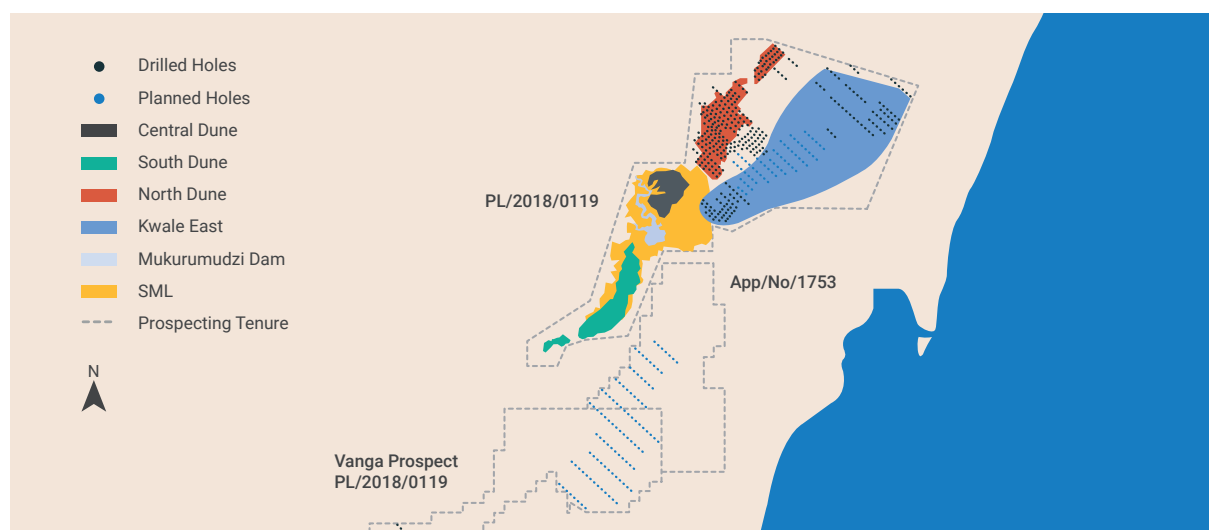 Drilled Holes
Planned Holes
Central Dune
South Dune
North Dune
Kwale East
Mukurumudzi Dam
SML
Prospecting Tenure
N
PL/2018/0119
App/No/1753
Vanga Prospect
PL/2018/0119